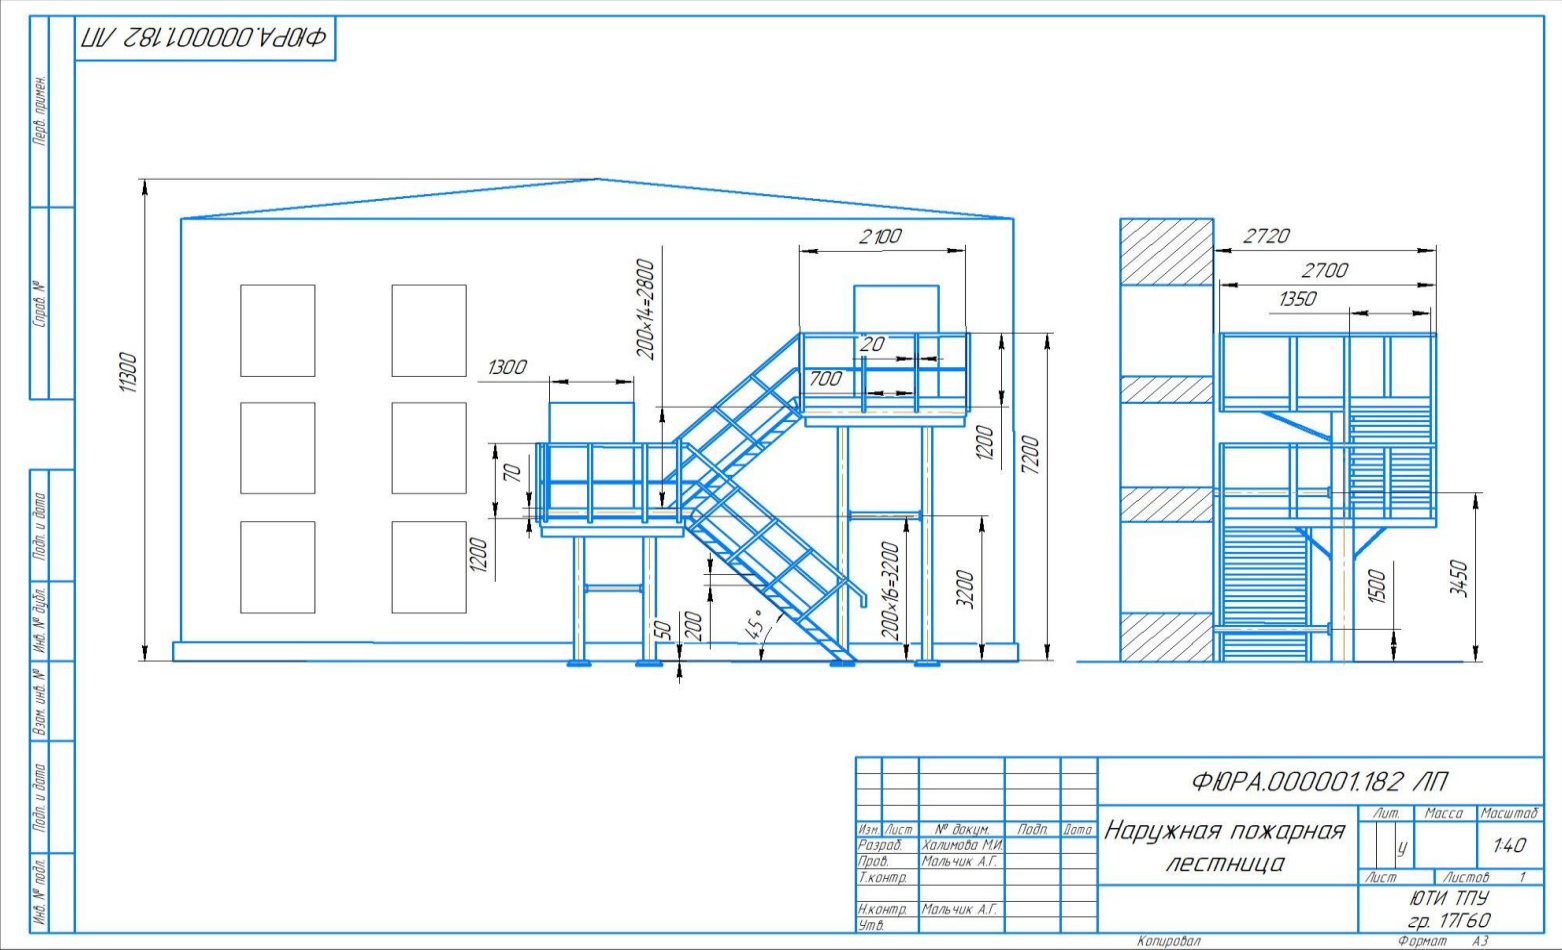 ФЮРА.000001.182 ЛП
Перв. примен.
Справ. №
Подп. и дата
Инв. № дубл.
Взам. инв. №
Подп. и дата
Инв. № подл.
11300
1300
70
1200
200×14=2800
2100
20
700
1200
7200
50
200
45°
200×16=3200
3200
2720
2700
1350
1500
3450
ФЮРА.000001.182 ЛП
Изм. Лист № докум. Подп. Дата
Разраб. Халимова М.И.
Пров. Мальчик А.Г.
Т.контр.
Н.контр. Мальчик А.Г.
Утв.
Наружная пожарная
лестница
Лит. Масса Масштаб
у 1:40
Лист Листов 1
ЮТИ ТПУ
гр. 17Г60
Копировал Формат А3